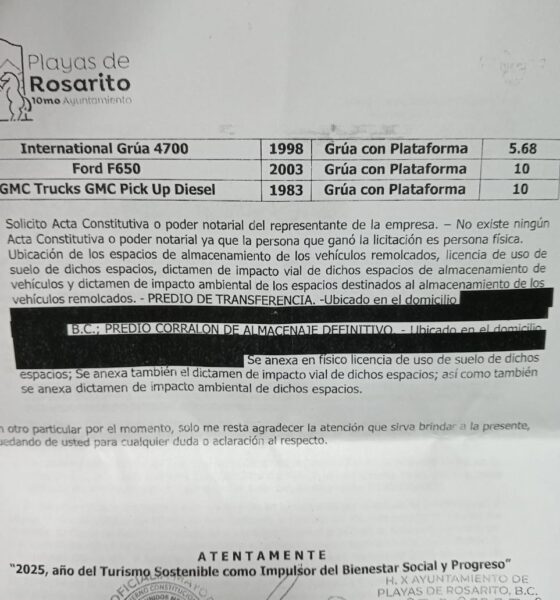 Playas de
Rosarito
10mo Ayuntamiento
International Grúa 4700 1998 Grúa con Plataforma 5.68
Ford F650 2003 Grúa con Plataforma 10
GMC Trucks GMC Pick Up Diesel 1983 Grúa con Plataforma 10
Solicito Acta Constitutiva o poder notarial del representante de la empresa. – No existe ningún
Acta Constitutiva o poder notarial ya que la persona que ganó la licitación es persona física.
Ubicación de los espacios de almacenamiento de los vehículos remolcados, licencia de uso de
suelo de dichos espacios, dictamen de impacto vial de dichos espacios de almacenamiento de
vehículos y dictamen de impacto ambiental de los espacios destinados al almacenamiento de los
vehículos remolcados. - PREDIO DE TRANSFERENCIA. -Ubicado en el domicilio
B.C.; PREDIO CORRALON DE ALMACENAJE DEFINITIVO. - Ubicado en el domicilio
Se anexa en físico licencia de uso de suelo de dichos
espacios; Se anexa también el dictamen de impacto vial de dichos espacios; así como también
se anexa dictamen de impacto ambiental de dichos espacios.
otro particular por el momento, solo me resta agradecer la atención que sirva brindar a la presente,
quedando de usted para cualquier duda o aclaración al respecto.
ATENTAMENTE
"2025, año del Turismo Sostenible como Impulsor del Bienestar Social y Progreso"
H. X AYUNTAMIENTO DE
PLAYAS DE ROSARITO, B.C.